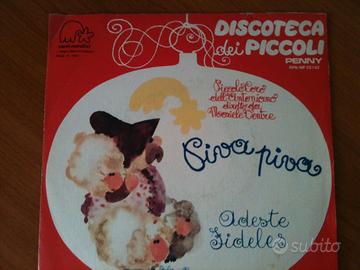 DISCOTECA
dei PICCOLI
PENNY
Piccolo Coro
dell'Antoniano
diretto da
Mariele Ventre
Piva piva
Adeste
Fideles
subito